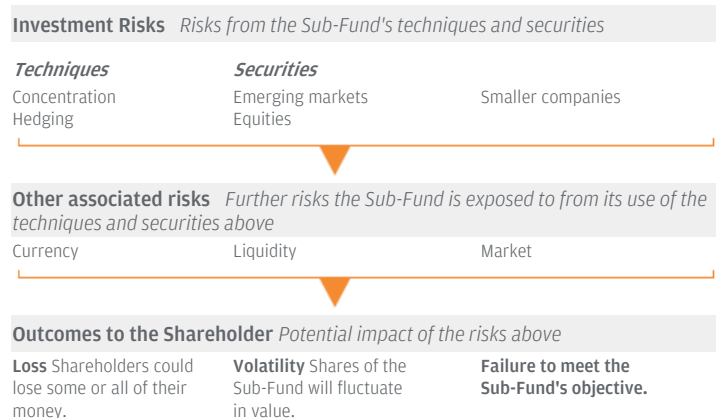 Investment Risks Risks from the Sub-Fund's techniques and securities
Techniques Securities
Concentration Emerging markets Smaller companies
Hedging Equities
Other associated risks Further risks the Sub-Fund is exposed to from its use of the
techniques and securities above
Currency Liquidity Market
Outcomes to the Shareholder Potential impact of the risks above
Loss Shareholders could Volatility Shares of the Failure to meet the
lose some or all of their Sub-Fund will fluctuate Sub-Fund's objective.
money. in value.